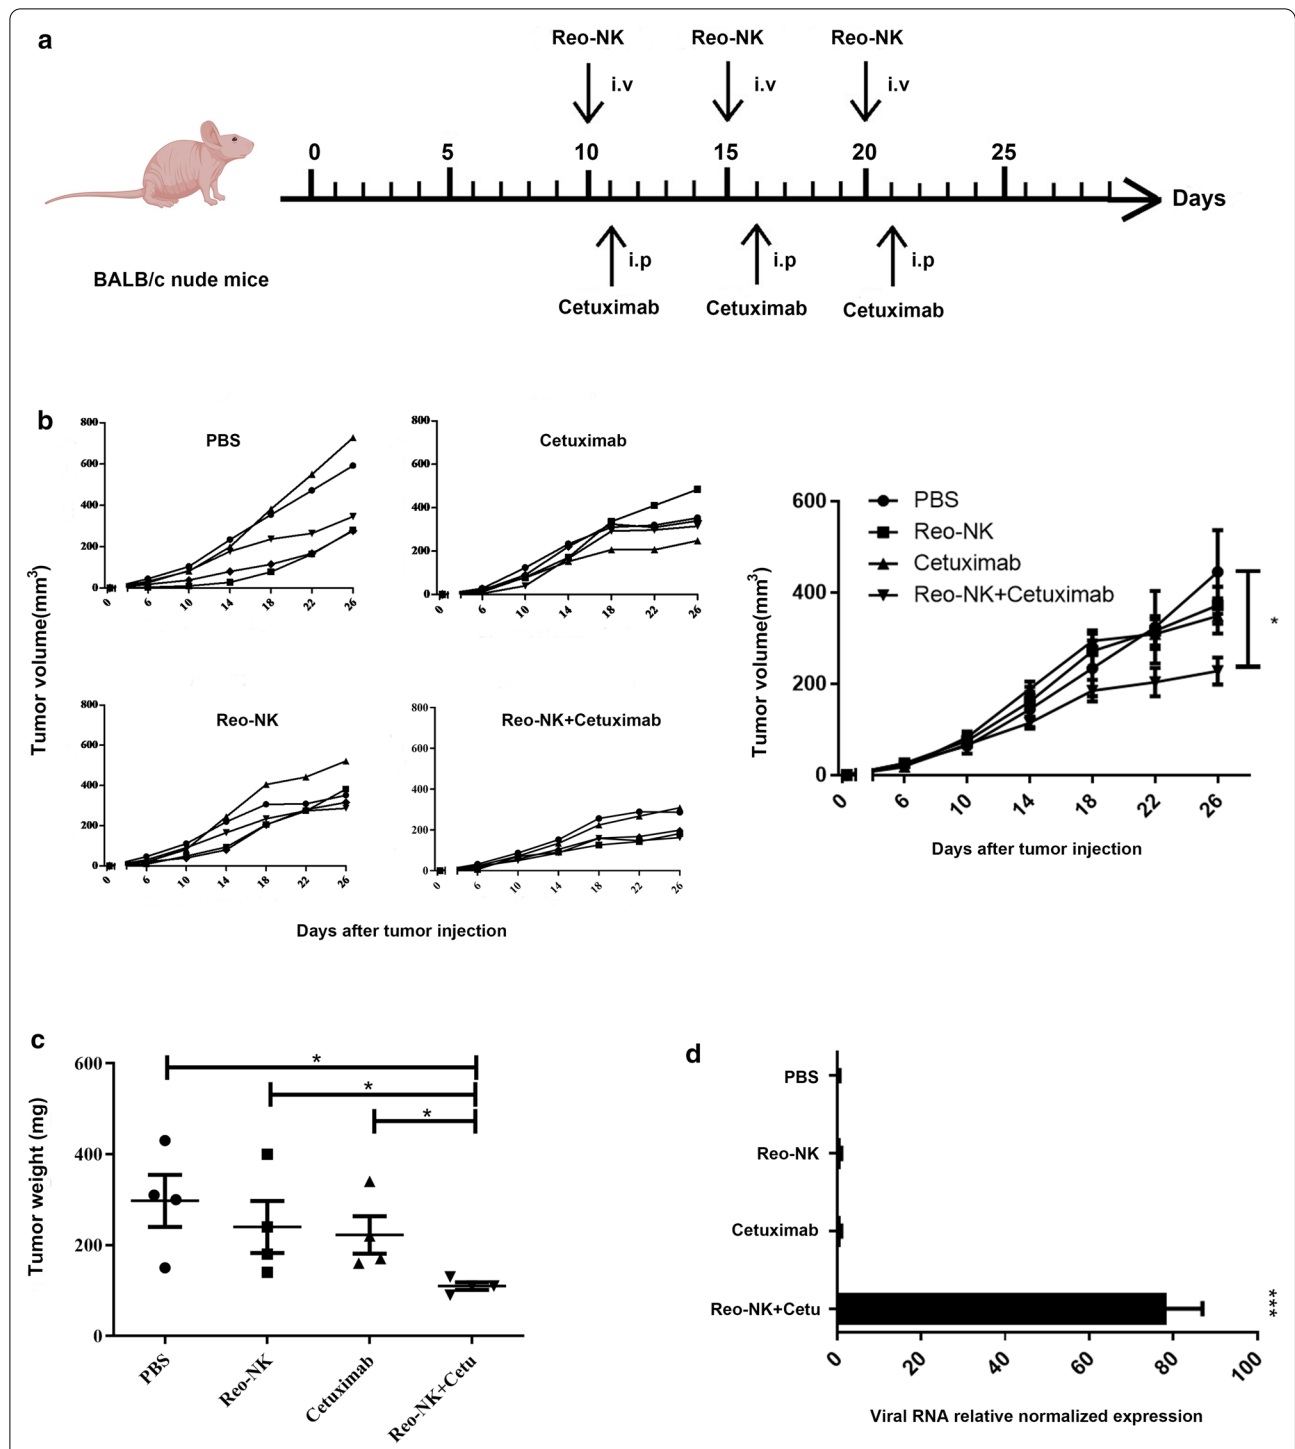 a
Reo-NK Reo-NK Reo-NK
i.v i.v i.v
0 5 10 15 20 25
Days
i.p i.p i.p
BALB/c nude mice
Cetuximab Cetuximab Cetuximab
b
Tumor volume(mm3)
PBS
800
600
400
200
0
0 6 10 14 18 22 26
Cetuximab
800
600
400
200
0
0 6 10 14 18 22 26
Reo-NK
800
600
400
200
0
0 6 10 14 18 22 26
Reo-NK+Cetuximab
800
600
400
200
0
0 6 10 14 18 22 26
Days after tumor injection
Tumor volume(mm3)
600
400
200
0
PBS
Reo-NK
Cetuximab
Reo-NK+Cetuximab
*
0 6 10 14 18 22 26
Days after tumor injection
c
Tumor weight (mg)
600
400
200
0
*
*
*
PBS Reo-NK Cetuximab Reo-NK+Cetu
d
PBS
Reo-NK
Cetuximab
Reo-NK+Cetu
***
0 20 40 60 80 100
Viral RNA relative normalized expression